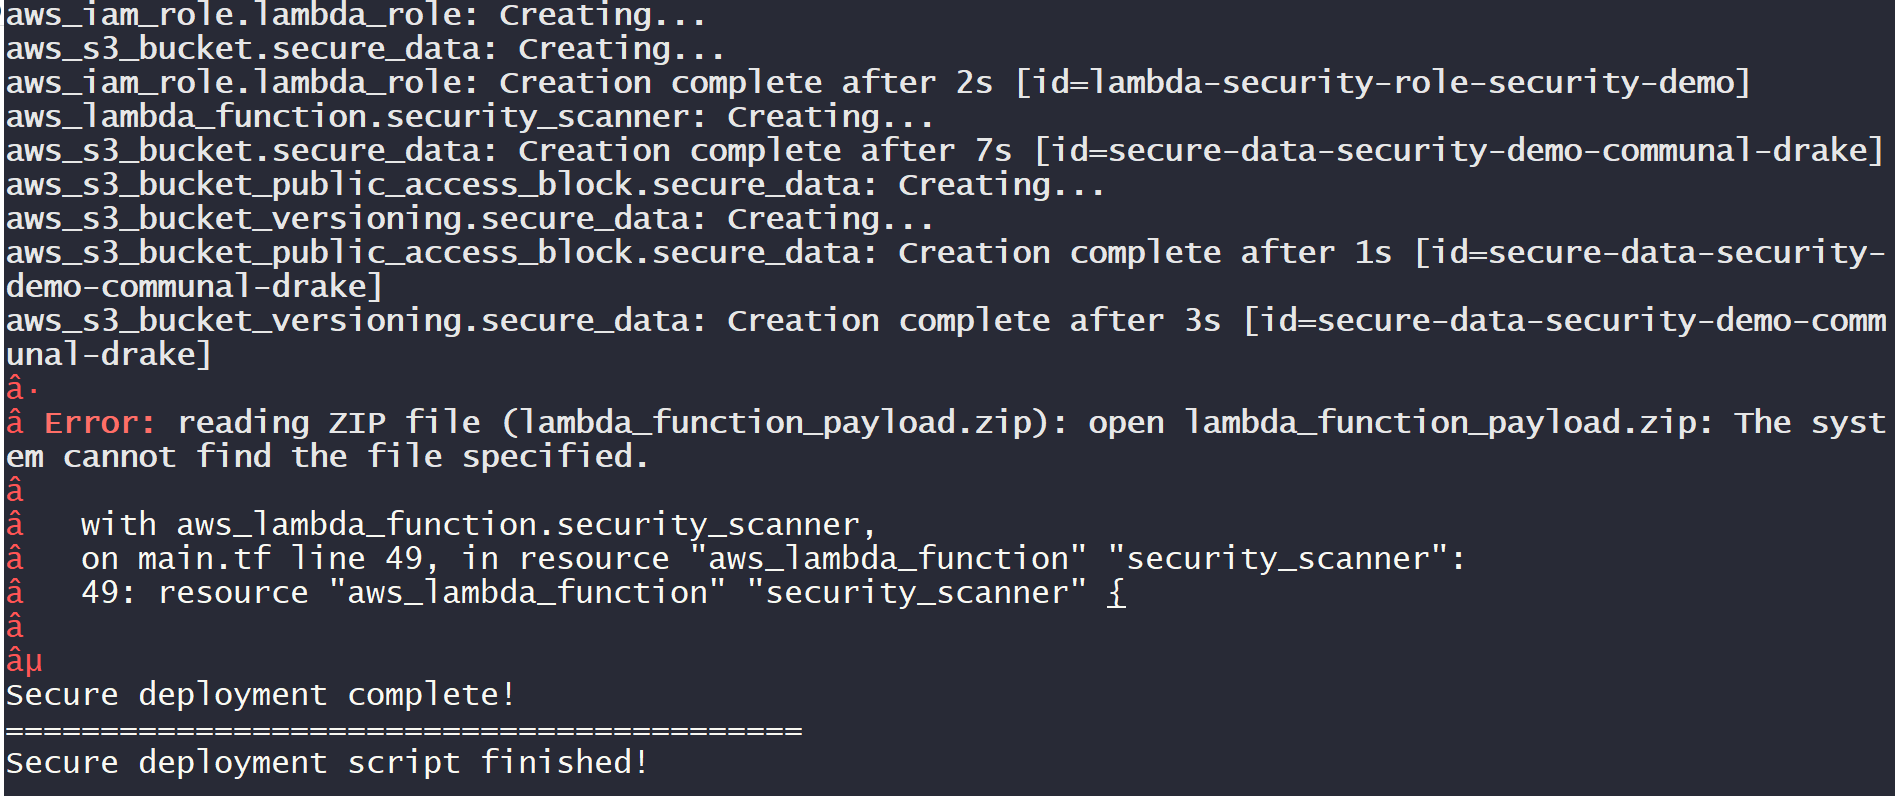 aws_iam_role.lambda_role: Creating...
aws_s3_bucket.secure_data: Creating...
aws_iam_role.lambda_role: Creation complete after 2s [id=lambda-security-role-security-demo]
aws_lambda_function.security_scanner: Creating...
aws_s3_bucket.secure_data: Creation complete after 7s [id=secure-data-security-demo-communal-drake]
aws_s3_bucket_public_access_block.secure_data: Creating...
aws_s3_bucket_versioning.secure_data: Creating...
aws_s3_bucket_public_access_block.secure_data: Creation complete after 1s [id=secure-data-security-
demo-communal-drake]
aws_s3_bucket_versioning.secure_data: Creation complete after 3s [id=secure-data-security-demo-comm
unal-drake]
â·
â Error: reading ZIP file (lambda_function_payload.zip): open lambda_function_payload.zip: The syst
em cannot find the file specified.
â
â   with aws_lambda_function.security_scanner,
â   on main.tf line 49, in resource "aws_lambda_function" "security_scanner":
â   49: resource "aws_lambda_function" "security_scanner" {
â
âµ
Secure deployment complete!
==========================================
Secure deployment script finished!